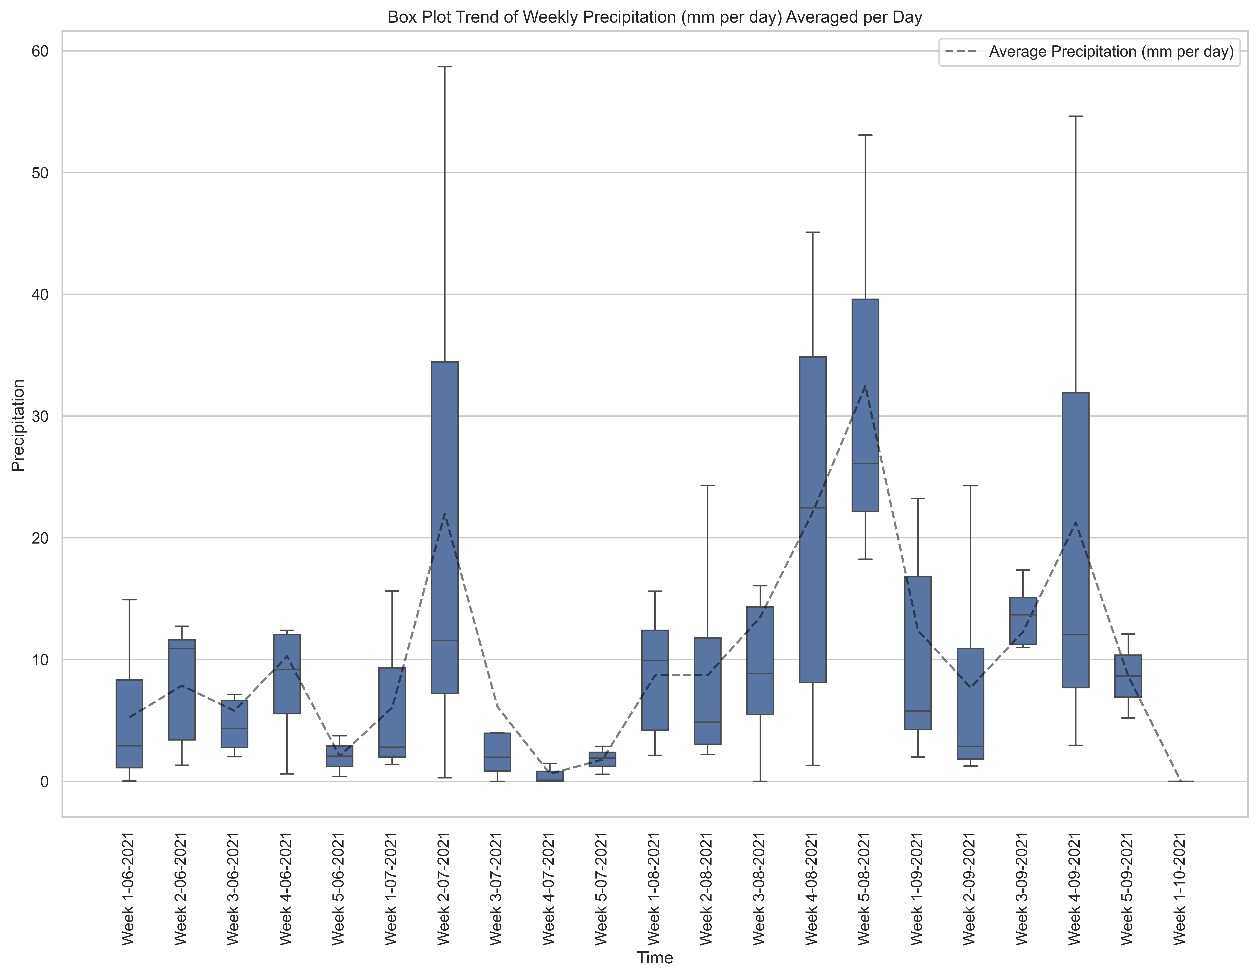 Box Plot Trend of Weekly Precipitation (mm per day) Averaged per Day
Average Precipitation (mm per day)
Precipitation
60
50
40
30
20
10
0
Week 1-06-2021
Week 2-06-2021
Week 3-06-2021
Week 4-06-2021
Week 5-06-2021
Week 1-07-2021
Week 2-07-2021
Week 3-07-2021
Week 4-07-2021
Week 5-07-2021
Week 1-08-2021
Week 2-08-2021
Week 3-08-2021
Week 4-08-2021
Week 5-08-2021
Week 1-09-2021
Week 2-09-2021
Week 3-09-2021
Week 4-09-2021
Week 5-09-2021
Week 1-10-2021
Time